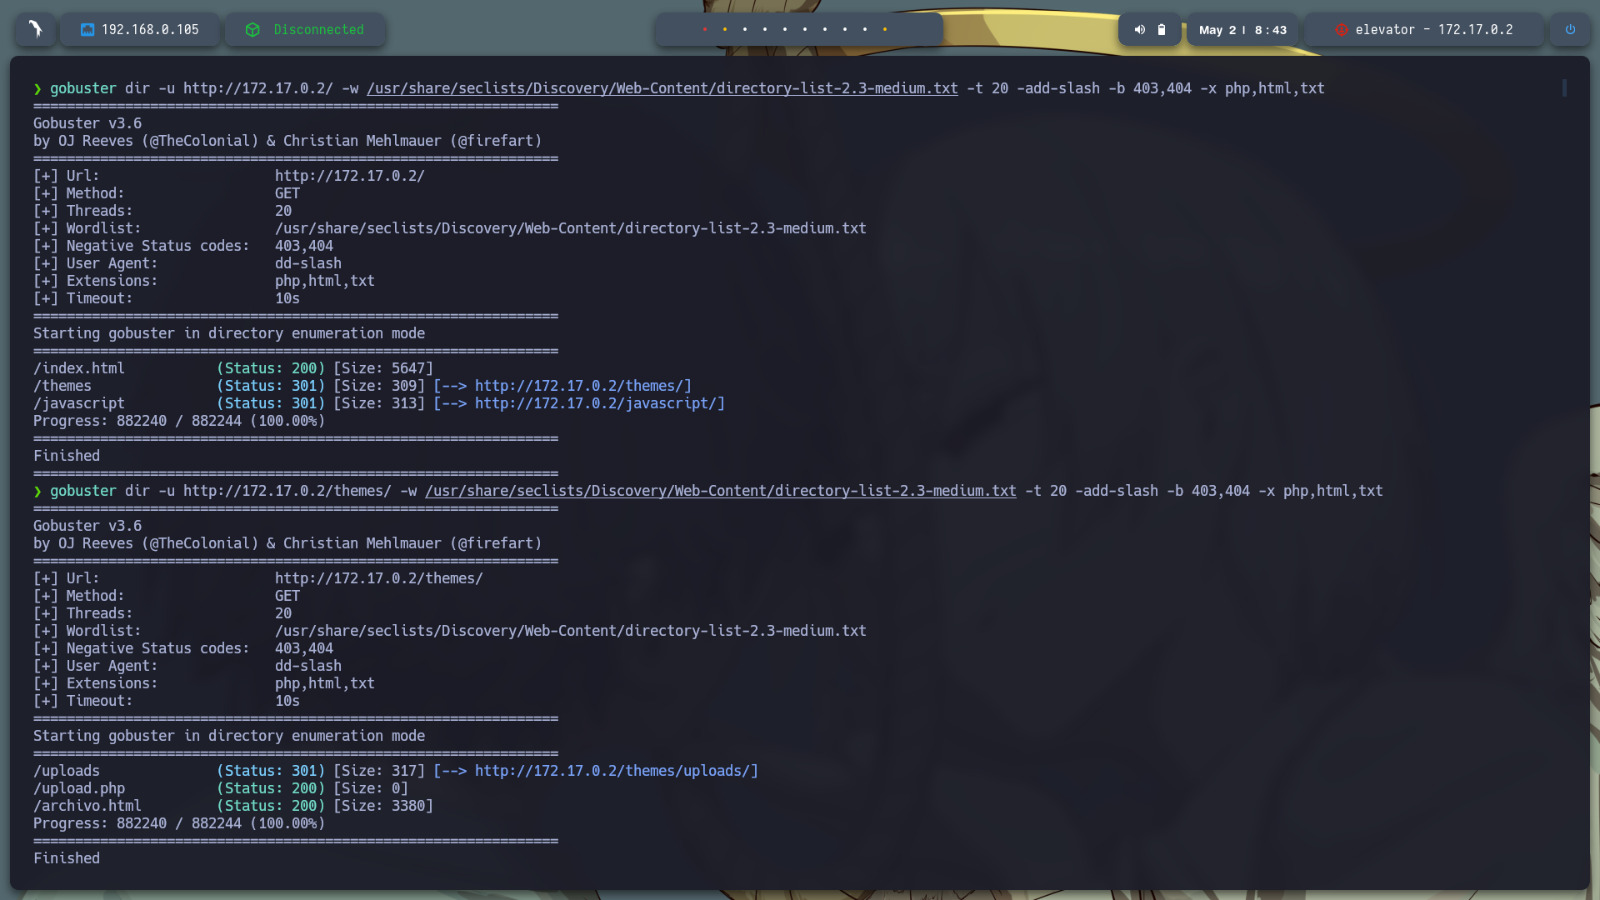 192.168.0.105
Disconnected
May 2 | 8:43
elevator - 172.17.0.2
❯ gobuster dir -u http://172.17.0.2/ -w /usr/share/seclists/Discovery/Web-Content/directory-list-2.3-medium.txt -t 20 -add-slash -b 403,404 -x php,html,txt
===============================================================
Gobuster v3.6
by OJ Reeves (@TheColonial) & Christian Mehlmauer (@firefart)
===============================================================
[+] Url:                     http://172.17.0.2/
[+] Method:                  GET
[+] Threads:                 20
[+] Wordlist:                /usr/share/seclists/Discovery/Web-Content/directory-list-2.3-medium.txt
[+] Negative Status codes:   403,404
[+] User Agent:              dd-slash
[+] Extensions:              php,html,txt
[+] Timeout:                 10s
===============================================================
Starting gobuster in directory enumeration mode
===============================================================
/index.html           (Status: 200) [Size: 5647]
/themes               (Status: 301) [Size: 309] [--> http://172.17.0.2/themes/]
/javascript           (Status: 301) [Size: 313] [--> http://172.17.0.2/javascript/]
Progress: 882240 / 882244 (100.00%)
===============================================================
Finished
===============================================================
❯ gobuster dir -u http://172.17.0.2/themes/ -w /usr/share/seclists/Discovery/Web-Content/directory-list-2.3-medium.txt -t 20 -add-slash -b 403,404 -x php,html,txt
===============================================================
Gobuster v3.6
by OJ Reeves (@TheColonial) & Christian Mehlmauer (@firefart)
===============================================================
[+] Url:                     http://172.17.0.2/themes/
[+] Method:                  GET
[+] Threads:                 20
[+] Wordlist:                /usr/share/seclists/Discovery/Web-Content/directory-list-2.3-medium.txt
[+] Negative Status codes:   403,404
[+] User Agent:              dd-slash
[+] Extensions:              php,html,txt
[+] Timeout:                 10s
===============================================================
Starting gobuster in directory enumeration mode
===============================================================
/uploads              (Status: 301) [Size: 317] [--> http://172.17.0.2/themes/uploads/]
/upload.php           (Status: 200) [Size: 0]
/archivo.html         (Status: 200) [Size: 3380]
Progress: 882240 / 882244 (100.00%)
===============================================================
Finished